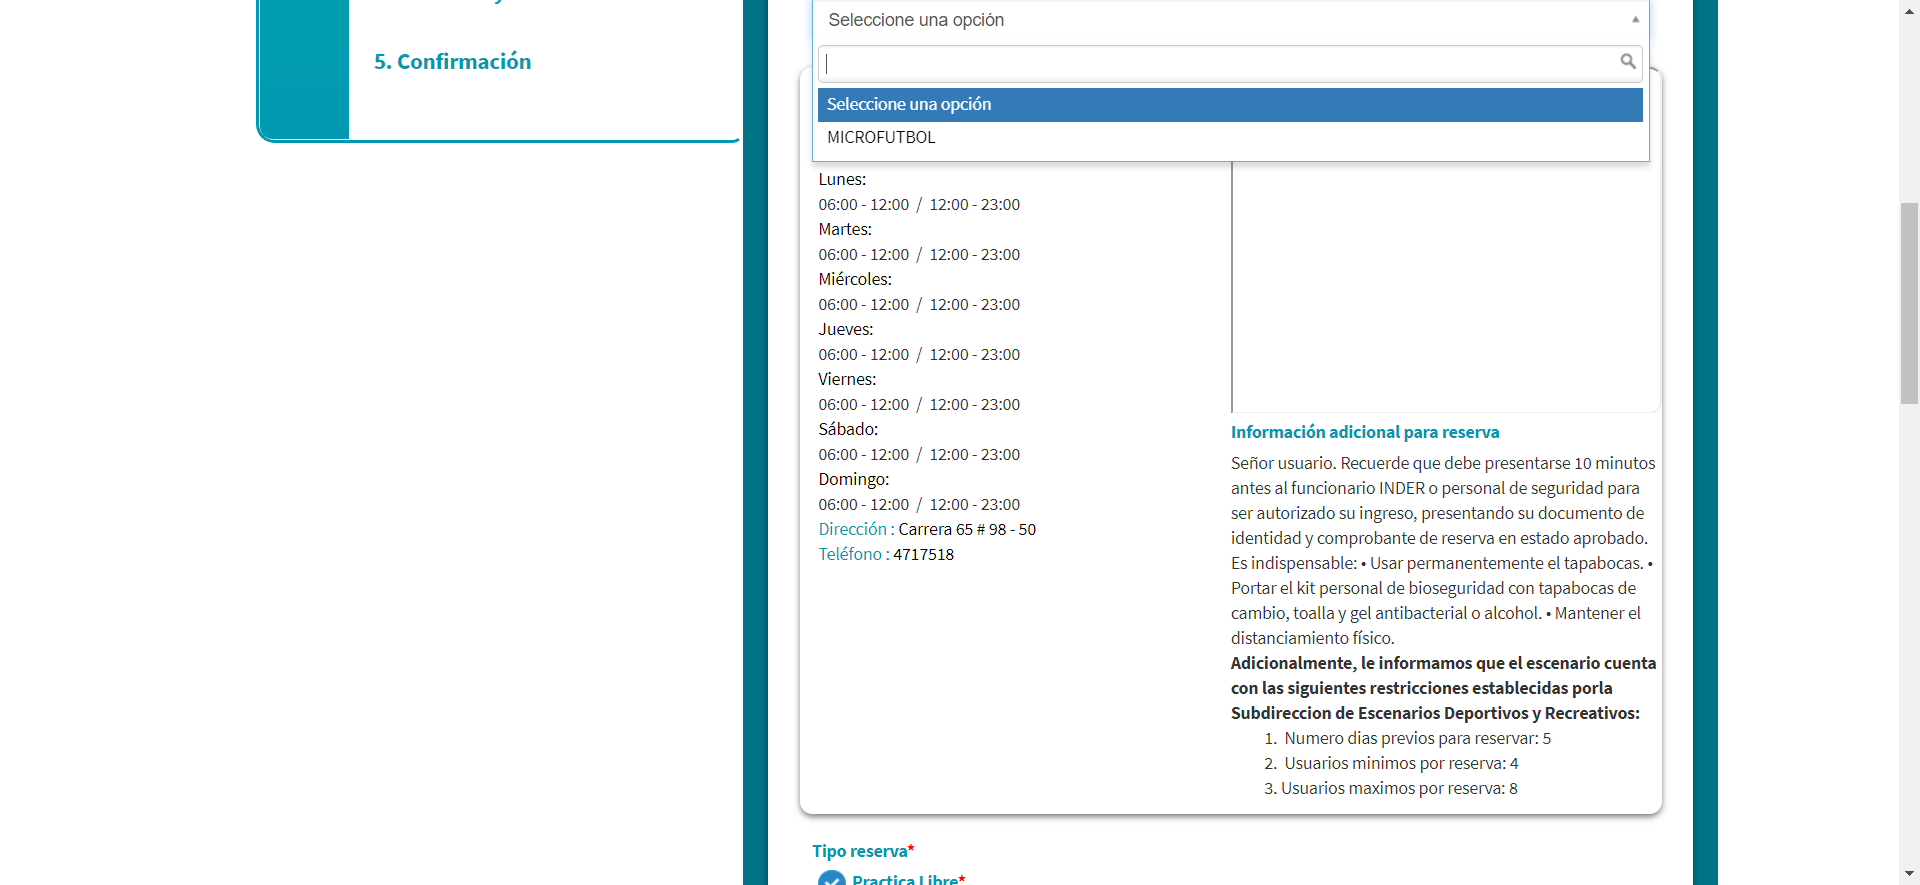 5. Confirmación
Seleccione una opción
Seleccione una opción
MICROFUTBOL
Lunes:
06:00 - 12:00 / 12:00 - 23:00
Martes:
06:00 - 12:00 / 12:00 - 23:00
Miércoles:
06:00 - 12:00 / 12:00 - 23:00
Jueves:
06:00 - 12:00 / 12:00 - 23:00
Viernes:
06:00 - 12:00 / 12:00 - 23:00
Sábado:
06:00 - 12:00 / 12:00 - 23:00
Domingo:
06:00 - 12:00 / 12:00 - 23:00
Dirección : Carrera 65 # 98 - 50
Teléfono : 4717518
Información adicional para reserva
Señor usuario. Recuerde que debe presentarse 10 minutos
antes al funcionario INDER o personal de seguridad para
ser autorizado su ingreso, presentando su documento de
identidad y comprobante de reserva en estado aprobado.
Es indispensable: • Usar permanentemente el tapabocas. •
Portar el kit personal de bioseguridad con tapabocas de
cambio, toalla y gel antibacterial o alcohol. • Mantener el
distanciamiento físico.
Adicionalmente, le informamos que el escenario cuenta
con las siguientes restricciones establecidas porla
Subdireccion de Escenarios Deportivos y Recreativos:
1. Numero dias previos para reservar: 5
2. Usuarios minimos por reserva: 4
3. Usuarios maximos por reserva: 8
Tipo reserva*
Practica Libre*